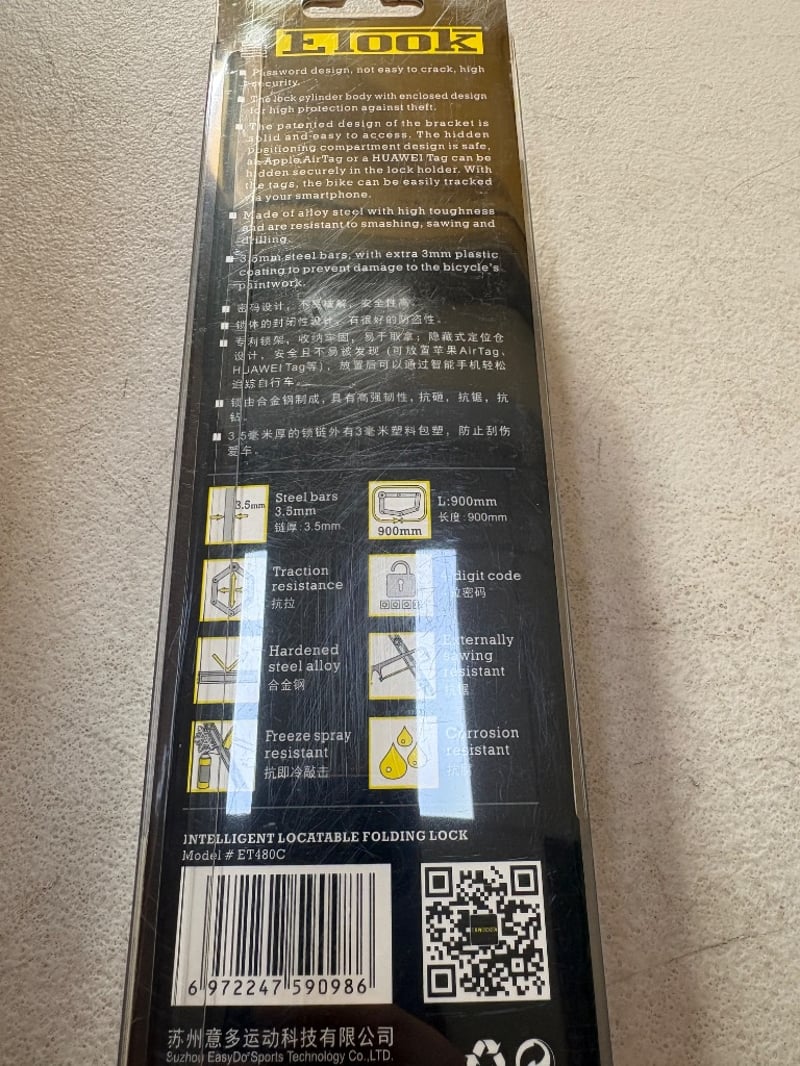 Elook
Password design, not easy to crack, high
security.
The lock cylinder body with enclosed design
for high protection against theft.
The patented design of the bracket is
solid and easy to access. The hidden
positioning compartment design is safe,
as Apple AirTag or a HUAWEI Tag can be
hidden securely in the lock holder. With
the tags, the bike can be easily tracked
via your smartphone.
Made of alloy steel with high toughness
and are resistant to smashing, sawing and
drilling.
3.5mm steel bars, with extra 3mm plastic
coating to prevent damage to the bicycle's
paintwork.
密码设计，不易破解，安全性高。
锁体的封闭性设计，有很好的防盗性。
专利锁架，收纳牢固，易于取拿；隐藏式定位仓
设计，安全且不易被发现（可放置苹果AirTag、
HUAWEI Tag等），放置后可以通过智能手机轻松
追踪自行车。
锁由合金钢制成，具有高强韧性，抗砸，抗锯，抗
钻。
3.5毫米厚的锁链外有3毫米塑料包塑，防止刮伤
爱车。
3.5mm
Steel bars
3.5mm
链厚：3.5mm
900mm
L:900mm
长度：900mm
Traction
resistance
抗拉
digit code
密码
Hardened
steel alloy
合金钢
Externally
sawing
resistant
抗锯
Freeze spray
resistant
抗即冷敲击
Corrosion
resistant
INTELLIGENT LOCATABLE FOLDING LOCK
Model # ET480C
6 972247 590986
苏州意多运动科技有限公司
Suzhou EasyDo Sports Technology Co.,LTD.